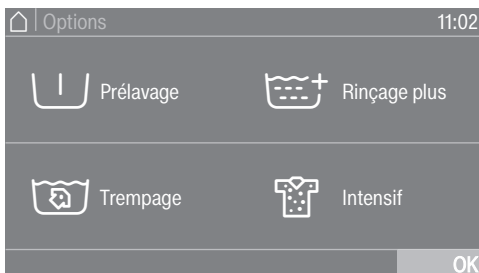 Options 11:02
Prélavage Rinçage plus
Trempage Intensif
OK